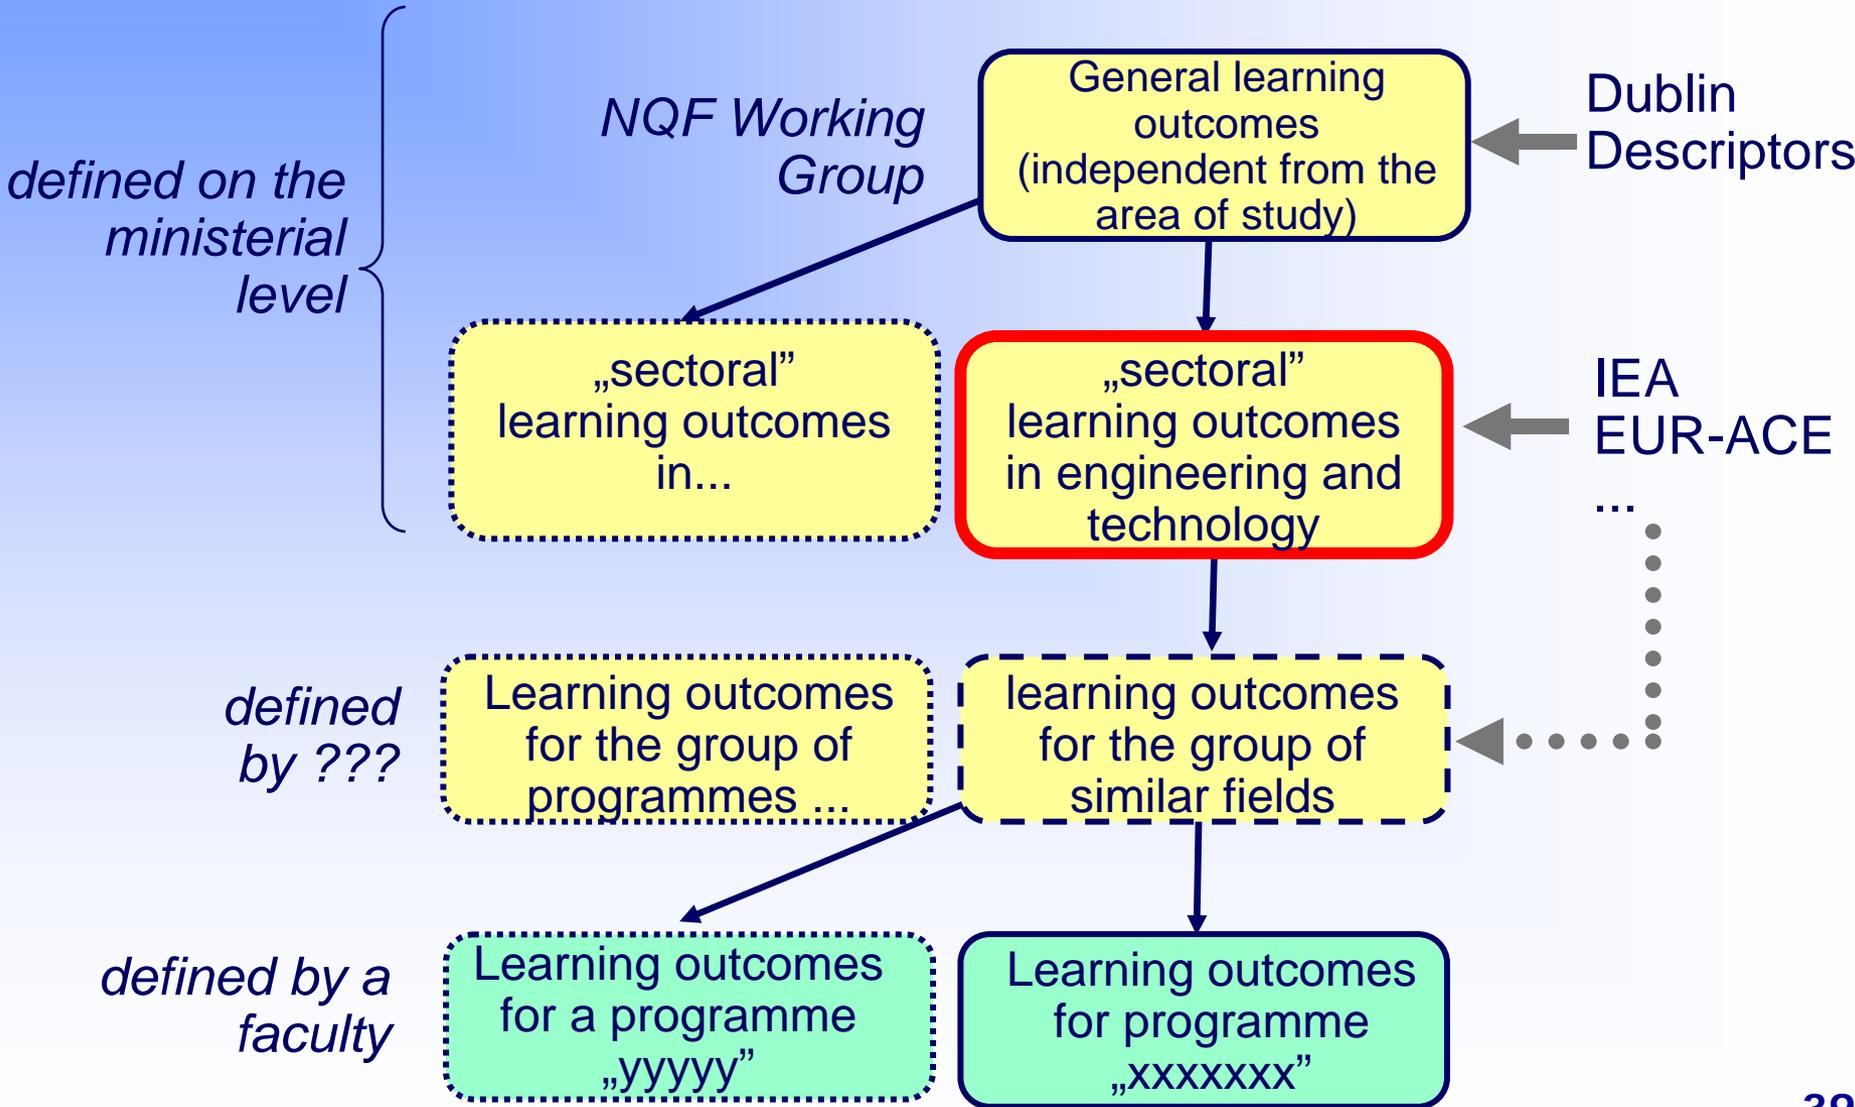 General learning
outcomes
(independent from the
area of study)
Dublin
Descriptors
NQF Working
Group
defined on the
ministerial
level
„sectoral”
learning outcomes
in...
„sectoral”
learning outcomes
in engineering and
technology
IEA
EUR-ACE
...
defined
by ???
Learning outcomes
for the group of
programmes ...
learning outcomes
for the group of
similar fields
defined by a
faculty
Learning outcomes
for a programme
„yyyyy”
Learning outcomes
for programme
„xxxxxxx”